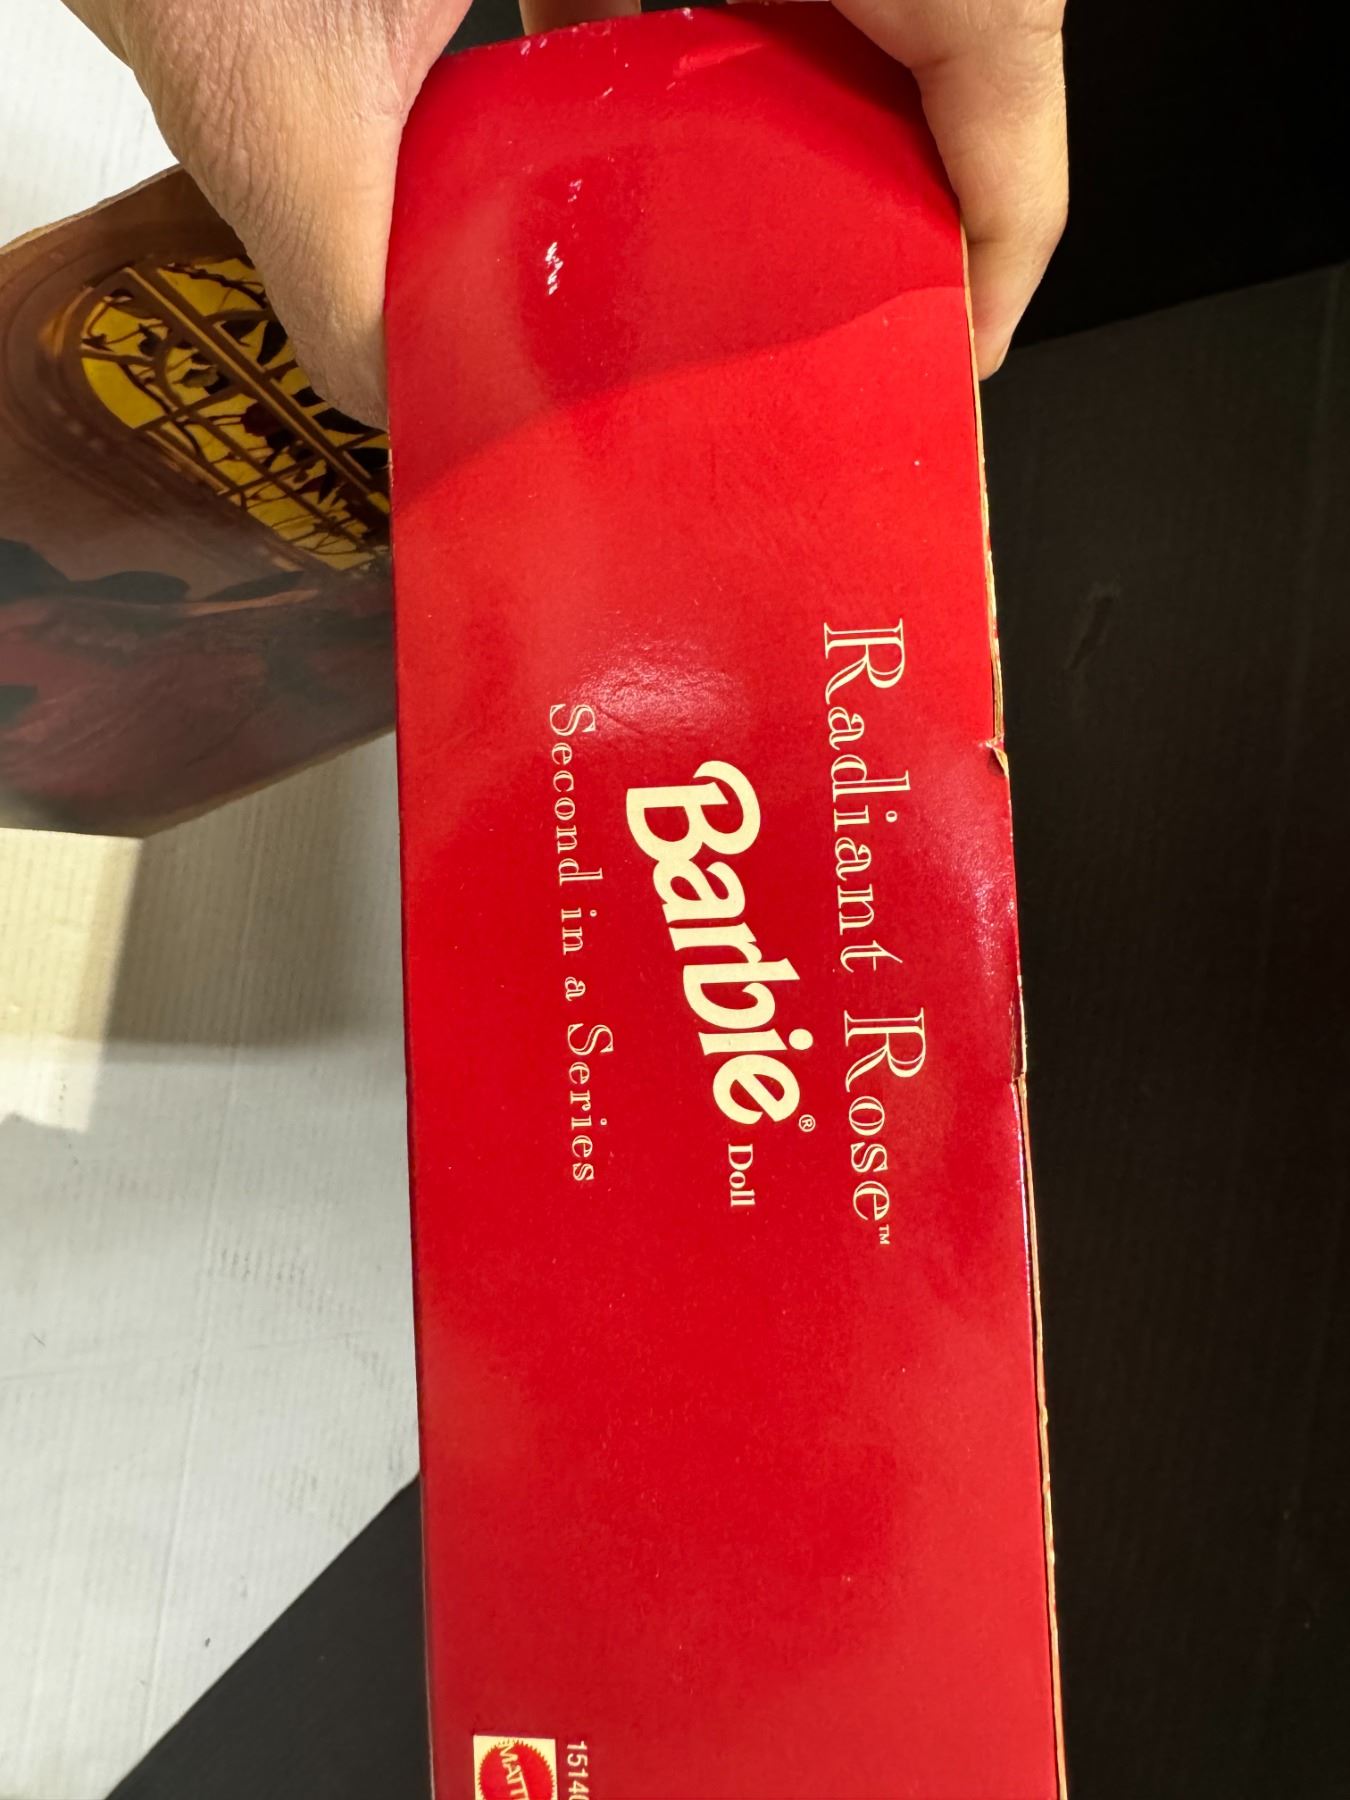 Radiant Rose™
Barbie® Doll
Second in a Series